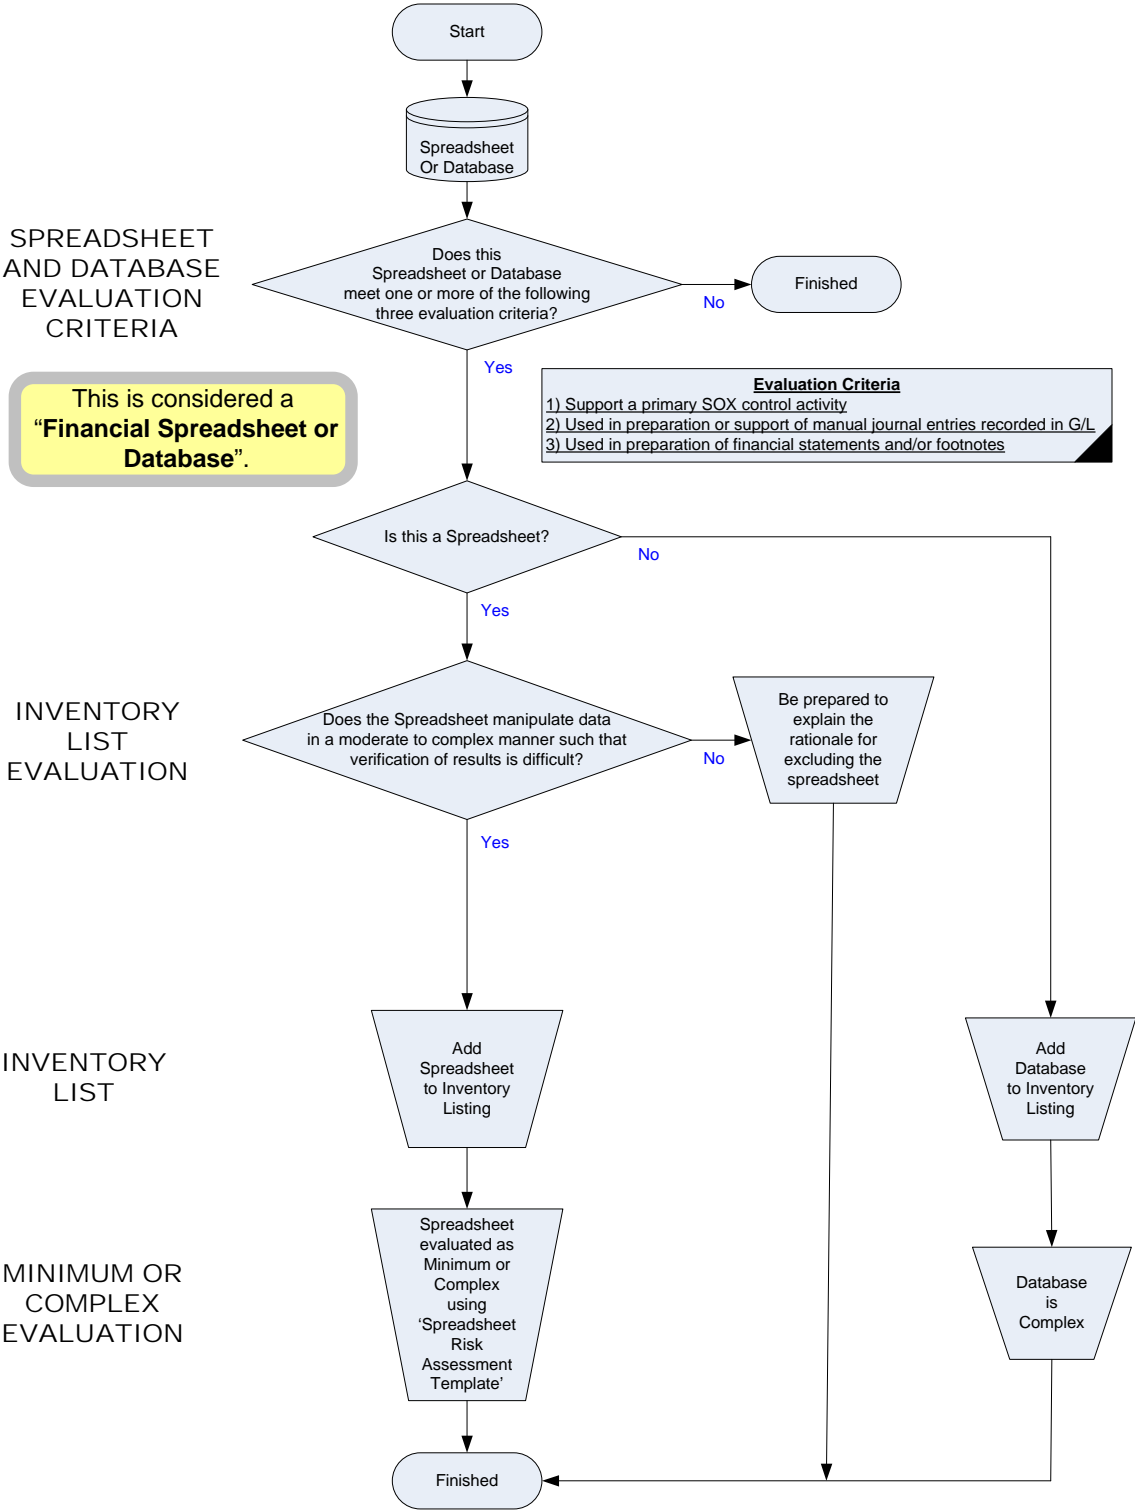 Start
Spreadsheet
Or Database
SPREADSHEET
AND DATABASE
EVALUATION
CRITERIA
Does this
Spreadsheet or Database
meet one or more of the following
three evaluation criteria?
No
Finished
Yes
This is considered a
“Financial Spreadsheet or
Database”.
Evaluation Criteria
1) Support a primary SOX control activity
2) Used in preparation or support of manual journal entries recorded in G/L
3) Used in preparation of financial statements and/or footnotes
Is this a Spreadsheet?
No
Yes
INVENTORY
LIST
EVALUATION
Does the Spreadsheet manipulate data
in a moderate to complex manner such that
verification of results is difficult?
No
Be prepared to
explain the
rationale for
excluding the
spreadsheet
Yes
INVENTORY
LIST
Add
Spreadsheet
to Inventory
Listing
Add
Database
to Inventory
Listing
MINIMUM OR
COMPLEX
EVALUATION
Spreadsheet
evaluated as
Minimum or
Complex
using
‘Spreadsheet
Risk
Assessment
Template’
Database
is
Complex
Finished